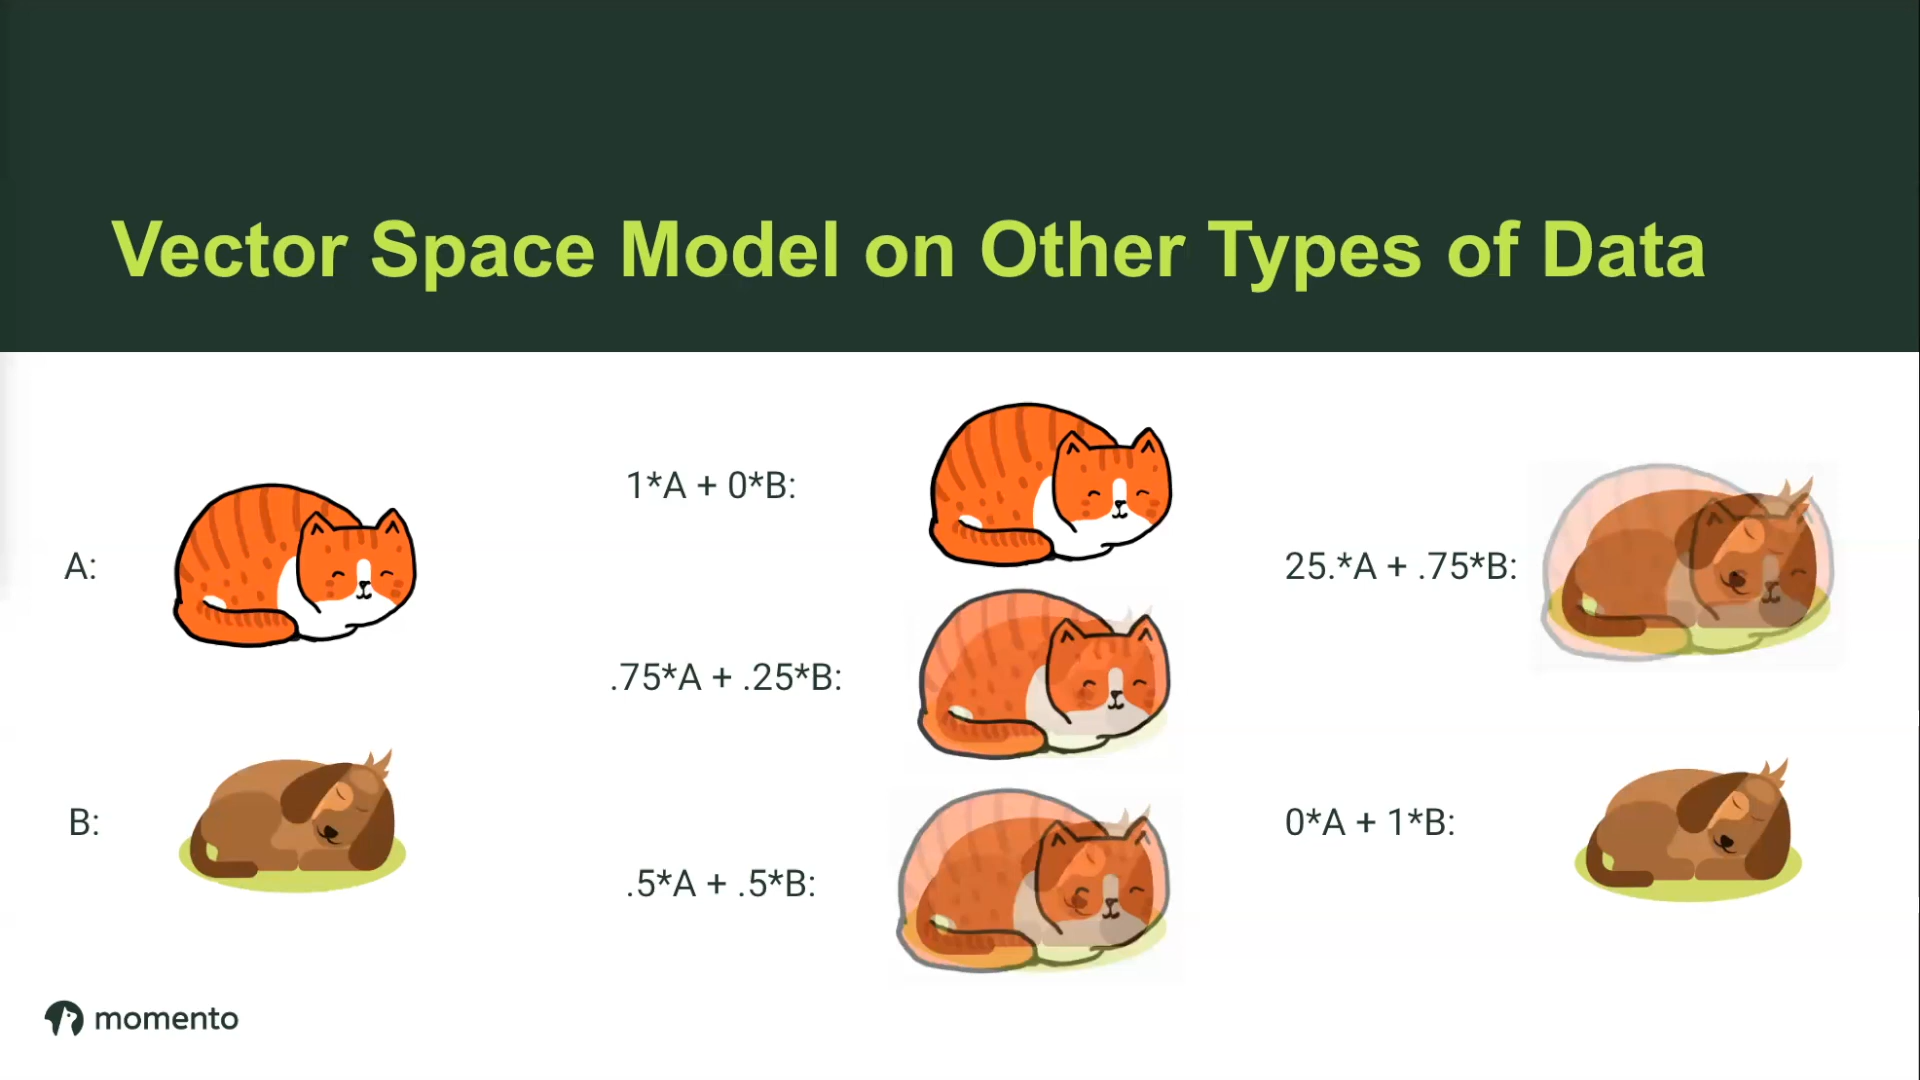 Vector Space Model on Other Types of Data
A:
B:
1*A + 0*B:
.75*A + .25*B:
.5*A + .5*B:
25.*A + .75*B:
0*A + 1*B:
momento